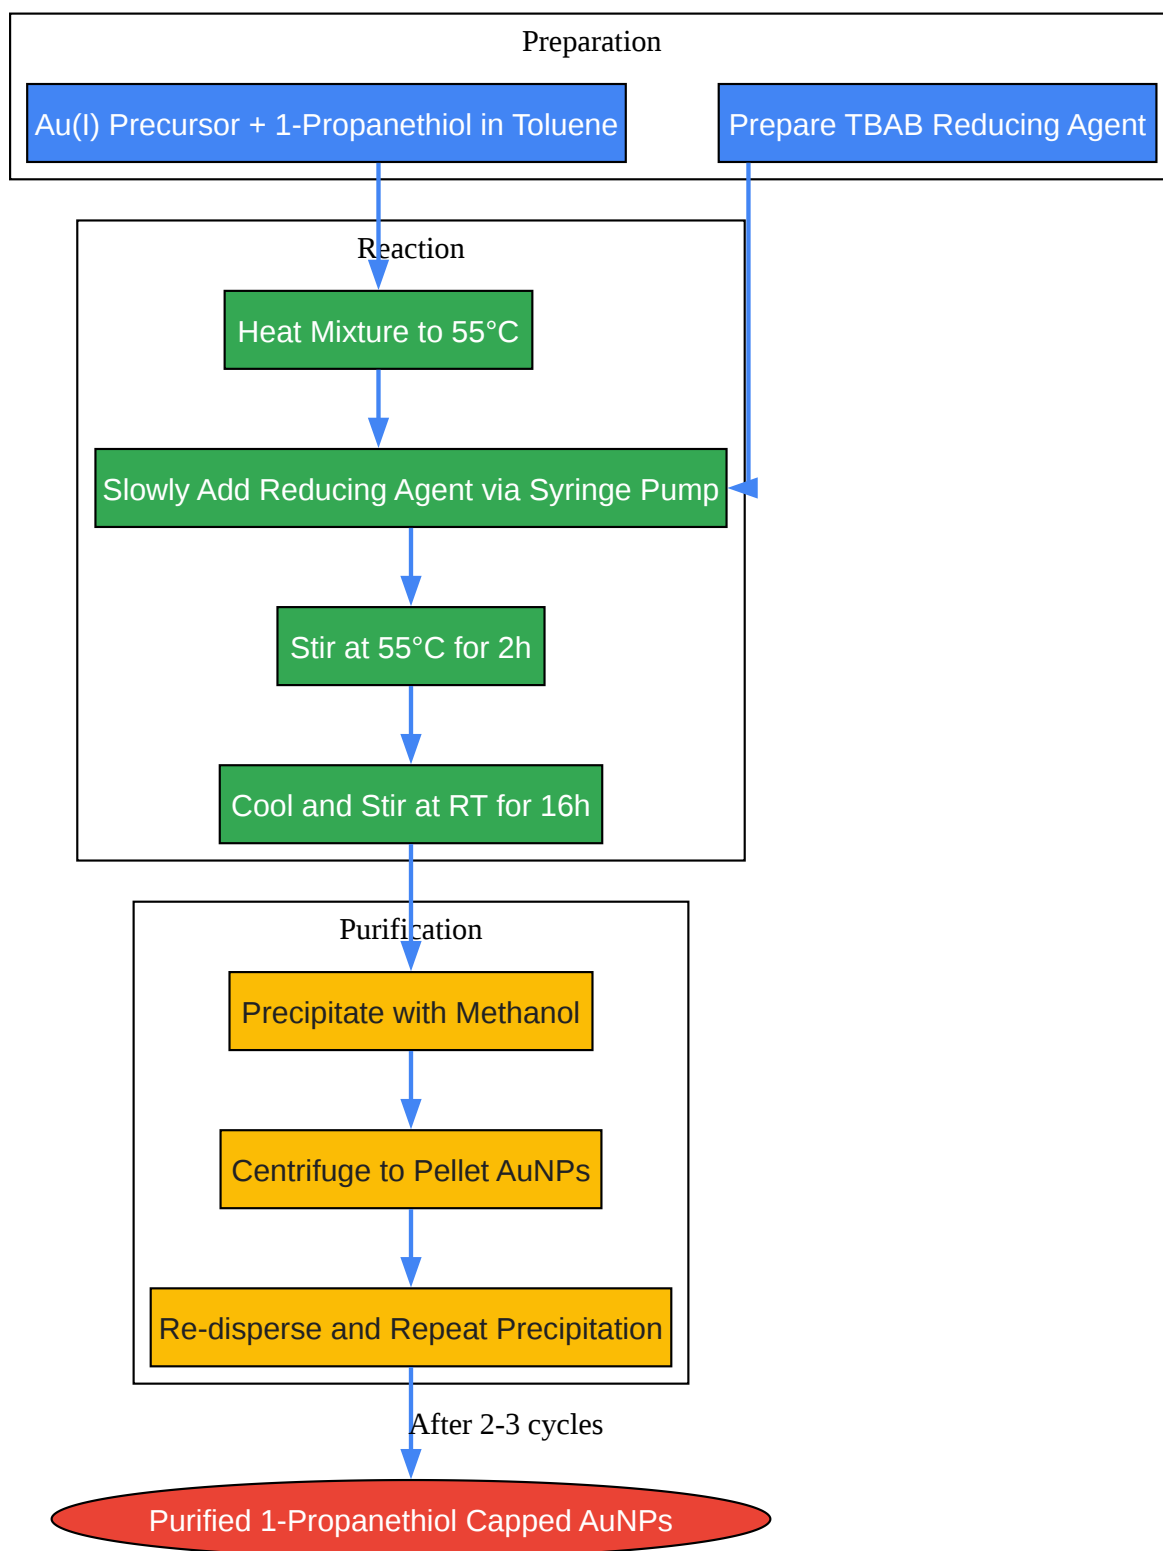 Preparation
Au(I) Precursor + 1-Propanethiol in Toluene
Prepare TBAB Reducing Agent
Reaction
Heat Mixture to 55°C
Slowly Add Reducing Agent via Syringe Pump
Stir at 55°C for 2h
Cool and Stir at RT for 16h
Purification
Precipitate with Methanol
Centrifuge to Pellet AuNPs
Re-disperse and Repeat Precipitation
After 2-3 cycles
Purified 1-Propanethiol Capped AuNPs